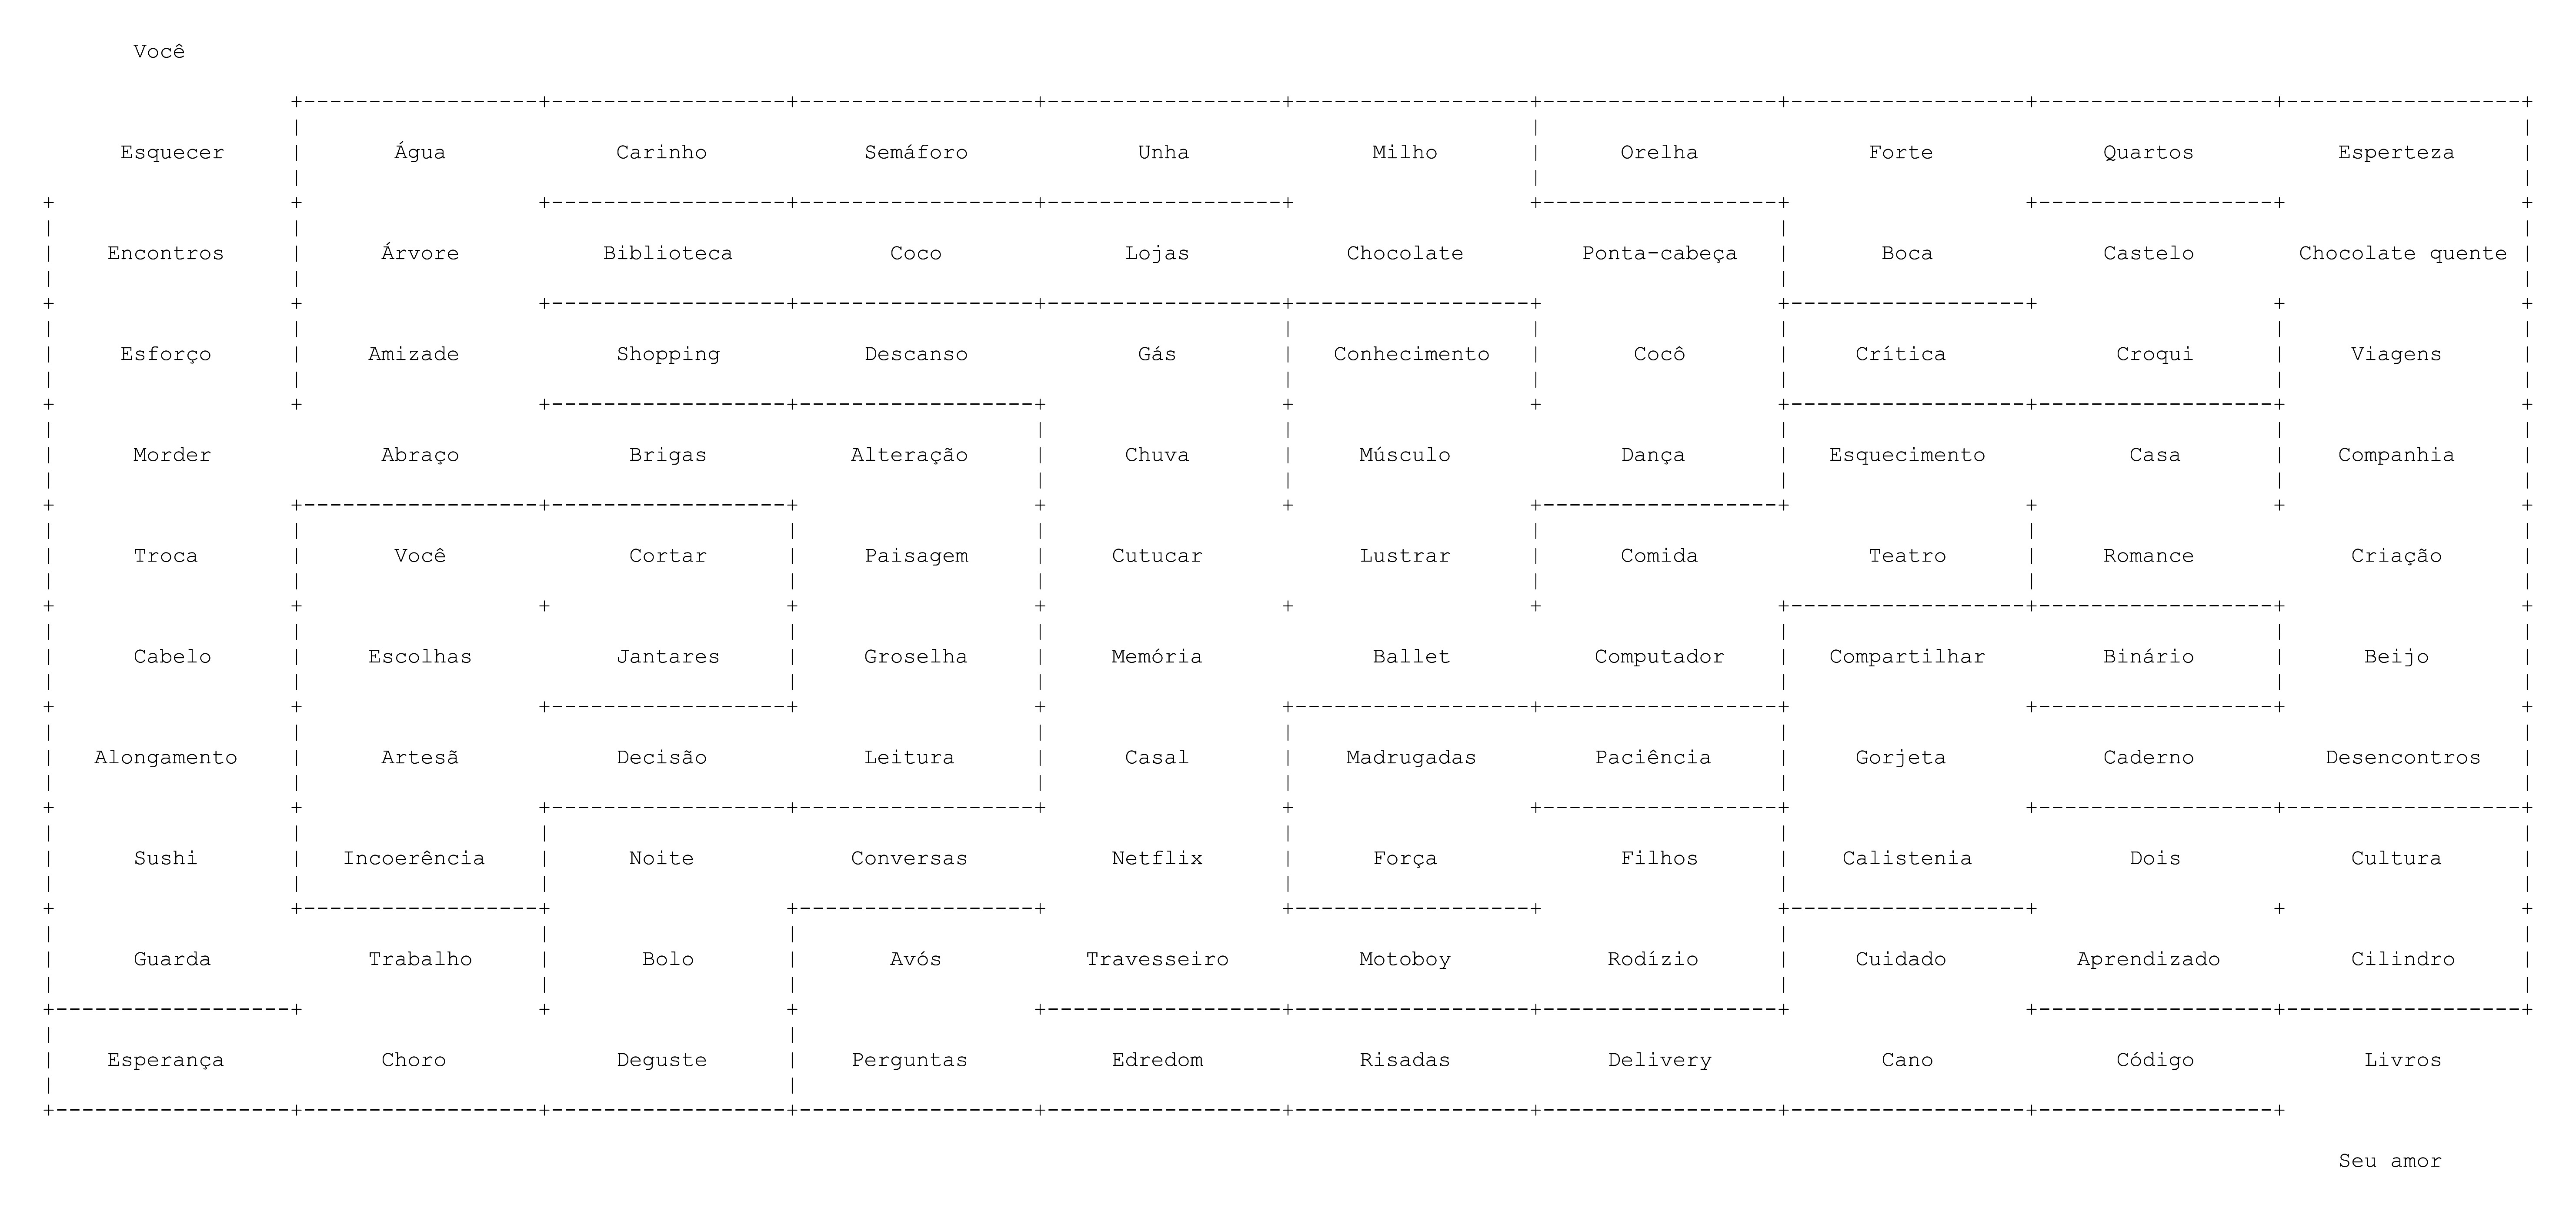 Você
Esquecer Água Carinho Semáforo Unha Milho Orelha Forte Quartos Esperteza
Encontros Árvore Biblioteca Coco Lojas Chocolate Ponta-cabeça Boca Castelo Chocolate quente
Esforço Amizade Shopping Descanso Gás Conhecimento Cocô Crítica Croqui Viagens
Morder Abraço Brigas Alteração Chuva Músculo Dança Esquecimento Casa Companhia
Troca Você Cortar Paisagem Cutucar Lustrar Comida Teatro Romance Criação
Cabelo Escolhas Jantares Groselha Memória Ballet Computador Compartilhar Binário Beijo
Alongamento Artesã Decisão Leitura Casal Madrugadas Paciência Gorjeta Caderno Desencontros
Sushi Incoerência Noite Conversas Netflix Força Filhos Calistenia Dois Cultura
Guarda Trabalho Bolo Avós Travesseiro Motoboy Rodízio Cuidado Aprendizado Cilindro
Esperança Choro Deguste Perguntas Edredom Risadas Delivery Cano Código Livros
Seu amor